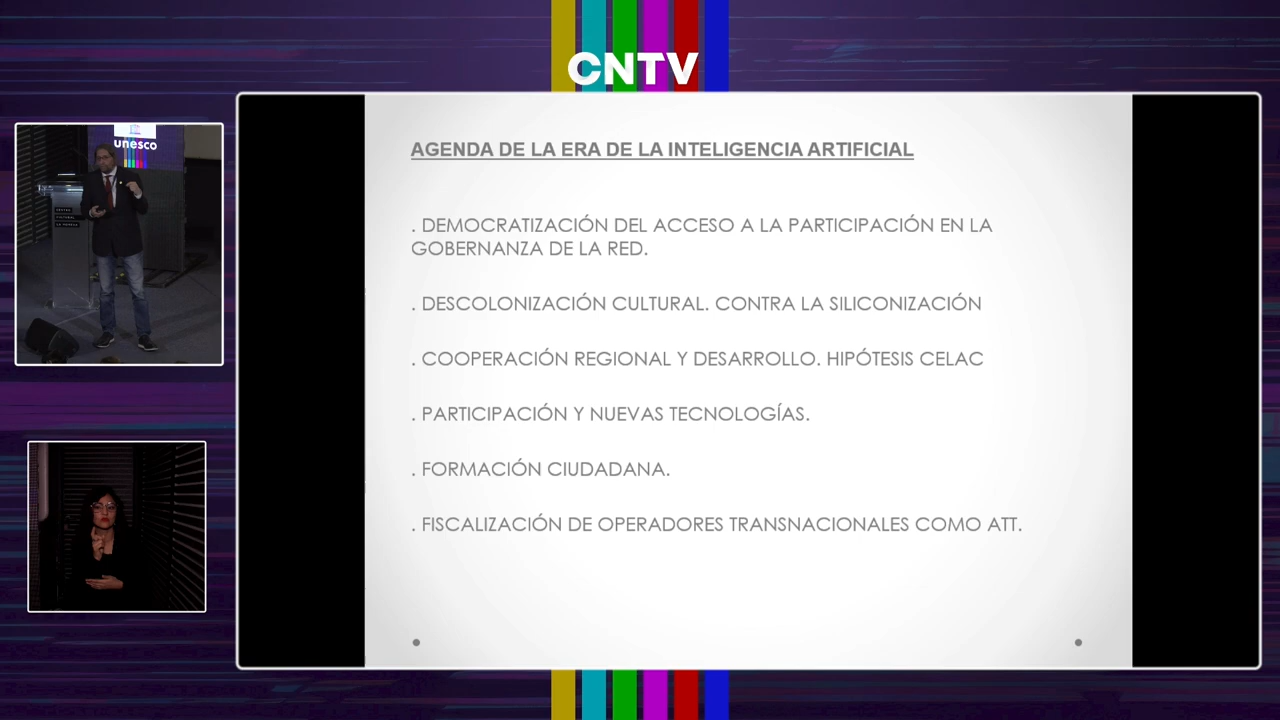 CNTV
unesco
AGENDA DE LA ERA DE LA INTELIGENCIA ARTIFICIAL
. DEMOCRATIZACIÓN DEL ACCESO A LA PARTICIPACIÓN EN LA
GOBERNANZA DE LA RED.
. DESCOLONIZACIÓN CULTURAL. CONTRA LA SILICONIZACIÓN
. COOPERACIÓN REGIONAL Y DESARROLLO. HIPÓTESIS CELAC
. PARTICIPACIÓN Y NUEVAS TECNOLOGÍAS.
. FORMACIÓN CIUDADANA.
. FISCALIZACIÓN DE OPERADORES TRANSNACIONALES COMO ATT.